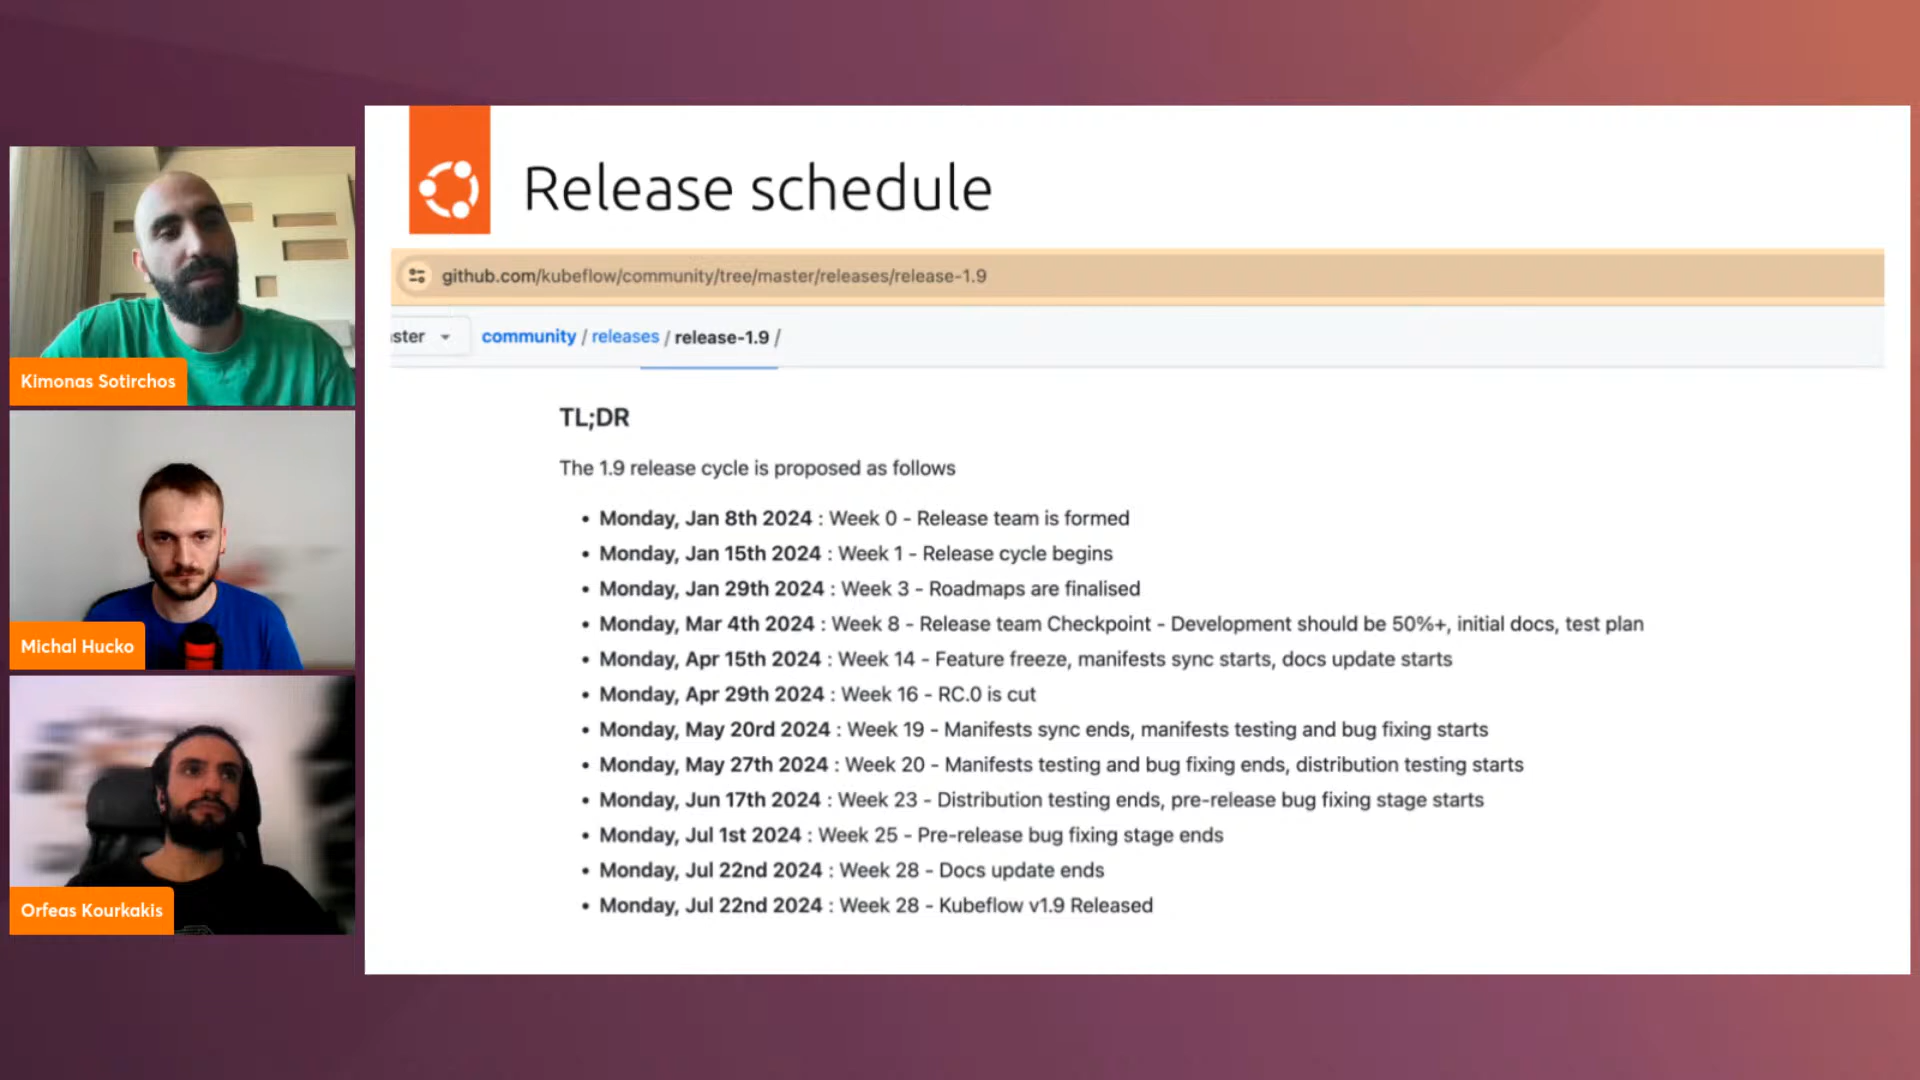 Release schedule
github.com/kubeflow/community/tree/master/releases/release-1.9
ster
community / releases / release-1.9 /
TL;DR
The 1.9 release cycle is proposed as follows
• Monday, Jan 8th 2024 : Week 0 - Release team is formed
• Monday, Jan 15th 2024 : Week 1 - Release cycle begins
• Monday, Jan 29th 2024 : Week 3 - Roadmaps are finalised
• Monday, Mar 4th 2024 : Week 8 - Release team Checkpoint - Development should be 50%+, initial docs, test plan
• Monday, Apr 15th 2024 : Week 14 - Feature freeze, manifests sync starts, docs update starts
• Monday, Apr 29th 2024 : Week 16 - RC.0 is cut
• Monday, May 20rd 2024 : Week 19 - Manifests sync ends, manifests testing and bug fixing starts
• Monday, May 27th 2024 : Week 20 - Manifests testing and bug fixing ends, distribution testing starts
• Monday, Jun 17th 2024 : Week 23 - Distribution testing ends, pre-release bug fixing stage starts
• Monday, Jul 1st 2024 : Week 25 - Pre-release bug fixing stage ends
• Monday, Jul 22nd 2024 : Week 28 - Docs update ends
• Monday, Jul 22nd 2024 : Week 28 - Kubeflow v1.9 Released
Kimonas Sotirchos
Michal Hucko
Orfeas Kourkakis